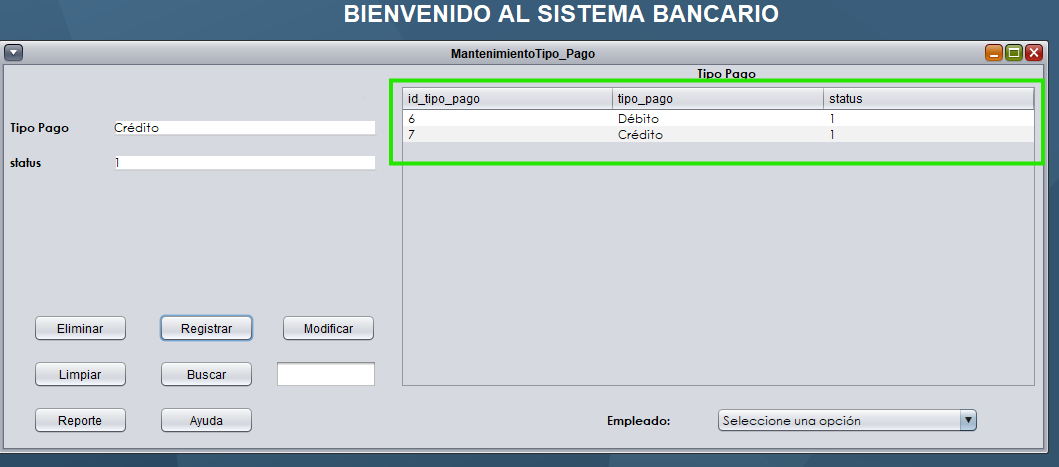 BIENVENIDO AL SISTEMA BANCARIO
MantenimientoTipo_Pago
Tipo Pago
id_tipo_pago tipo_pago status
6 Débito 1
7 Crédito 1
Tipo Pago Crédito
status 1
Eliminar Registrar Modificar
Limpiar Buscar
Reporte Ayuda
Empleado: Seleccione una opción